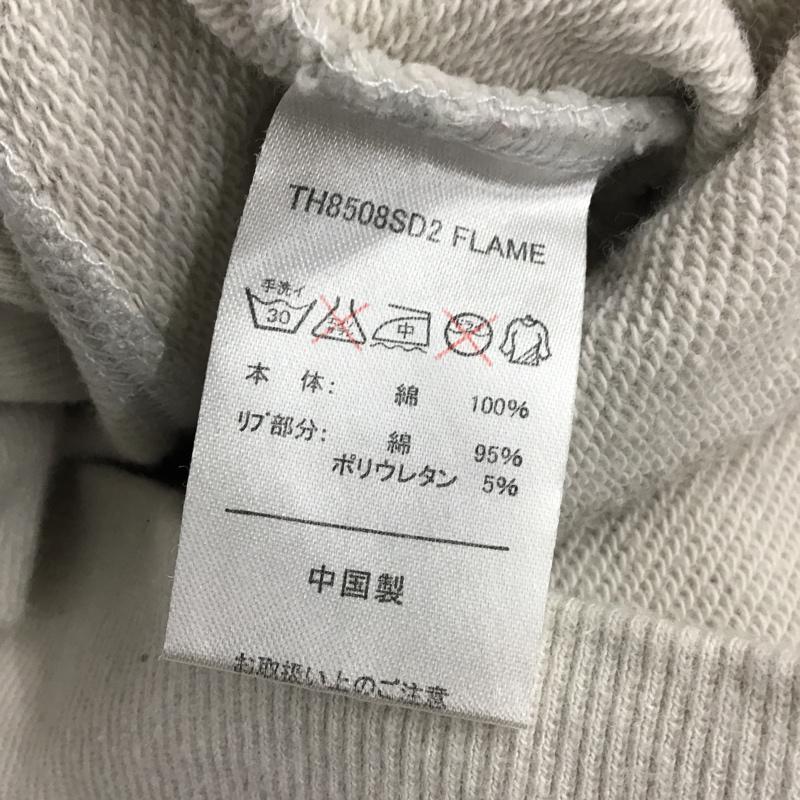 TH8508SD2 FLAME
手洗イ
30 中
本 体: 綿 100%
リブ部分: 綿 95%
ポリウレタン 5%
中国製
お取扱い上のご注意